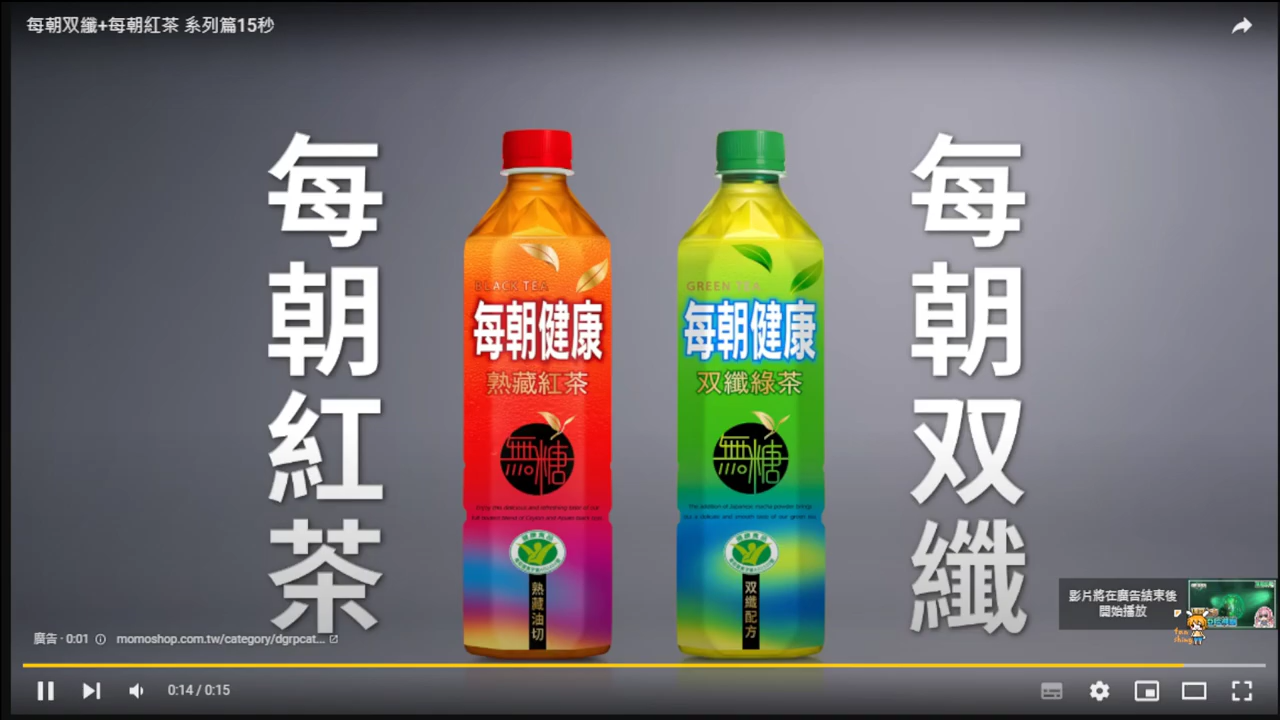 每朝双纖+每朝紅茶 系列篇15秒
每朝紅茶
BLACK TEA
每朝健康
熟藏紅茶
無糖
熟藏油切
GREEN TEA
每朝健康
双纖綠茶
無糖
双纖配方
每朝双纖
廣告 · 0:01
momoshop.com.tw/category/dgrpcat...
影片將在廣告結束後
開始播放
0:14 / 0:15